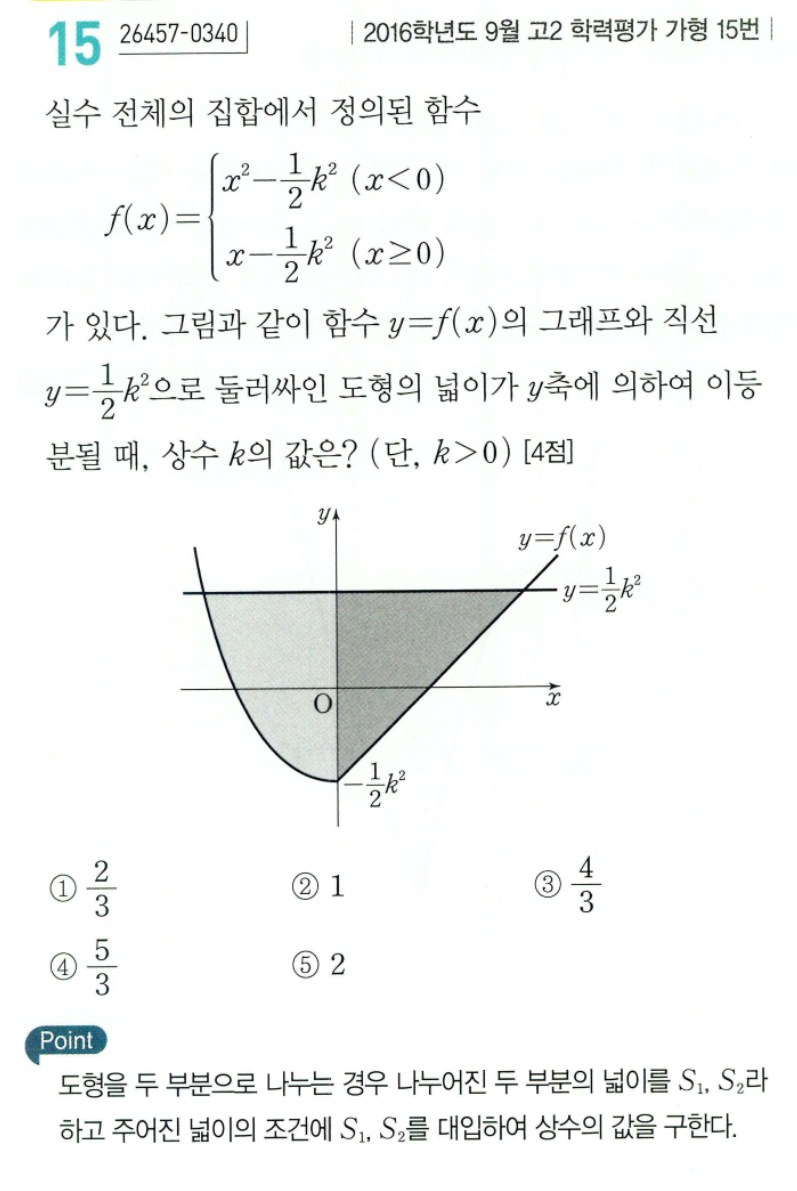 15 26457-0340 | 2016학년도 9월 고2 학력평가 가형 15번 |
실수 전체의 집합에서 정의된 함수
f(x)={ x²-1/2k² (x<0)
x-1/2k² (x≥0)
가 있다. 그림과 같이 함수 y=f(x)의 그래프와 직선
y=1/2k²으로 둘러싸인 도형의 넓이가 y축에 의하여 이등
분될 때, 상수 k의 값은? (단, k>0) [4점]
y
y=f(x)
y=1/2k²
O
x
-1/2k²
① 2/3 ② 1 ③ 4/3
④ 5/3 ⑤ 2
Point
도형을 두 부분으로 나누는 경우 나누어진 두 부분의 넓이를 S₁, S₂라
하고 주어진 넓이의 조건에 S₁, S₂를 대입하여 상수의 값을 구한다.